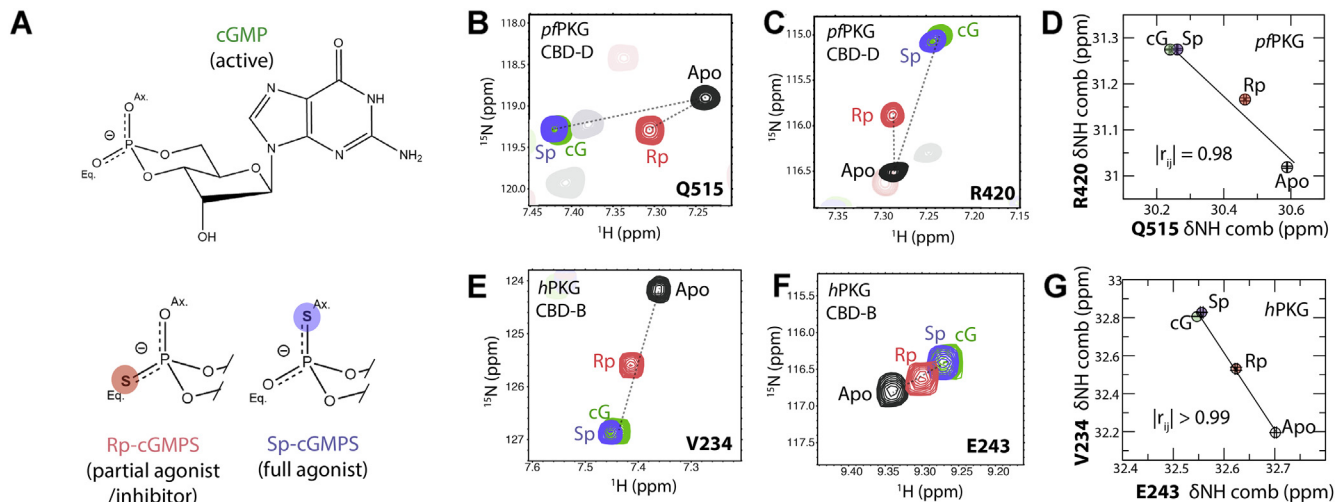 A
cGMP
(active)
O
Ax.
O
⊖
P
O
Eq.
O
O
N
N
NH
N
NH₂
O
OH
Ax.
O
⊖
P
S
Eq.
O
O
Ax.
S
⊖
P
O
Eq.
O
O
Rp-cGMPS
(partial agonist
/inhibitor)
Sp-cGMPS
(full agonist)
B
pfPKG
CBD-D
Apo
Sp
cG
Rp
Q515
118.0
118.5
119.0
119.5
120.0
¹⁵N (ppm)
7.45
7.40
7.35
7.30
7.25
¹H (ppm)
C
pfPKG
CBD-D
cG
Sp
Rp
Apo
R420
115.0
115.5
116.0
116.5
¹⁵N (ppm)
7.35
7.30
7.25
7.20
7.15
¹H (ppm)
D
cG
Sp
pfPKG
Rp
Apo
|rᵢⱼ| = 0.98
31.3
31.2
31.1
31
R420 δNH comb (ppm)
30.2
30.4
30.6
Q515 δNH comb (ppm)
E
hPKG
CBD-B
Apo
Rp
cG
Sp
V234
124
125
126
127
¹⁵N (ppm)
7.6
7.5
7.4
7.3
¹H (ppm)
F
hPKG
CBD-B
Sp
cG
Rp
Apo
E243
115.5
116.0
116.5
117.0
117.5
¹⁵N (ppm)
9.40
9.35
9.30
9.25
9.20
¹H (ppm)
G
Sp
cG
hPKG
Rp
Apo
|rᵢⱼ| > 0.99
33
32.8
32.6
32.4
32.2
V234 δNH comb (ppm)
32.4
32.5
32.6
32.7
E243 δNH comb (ppm)